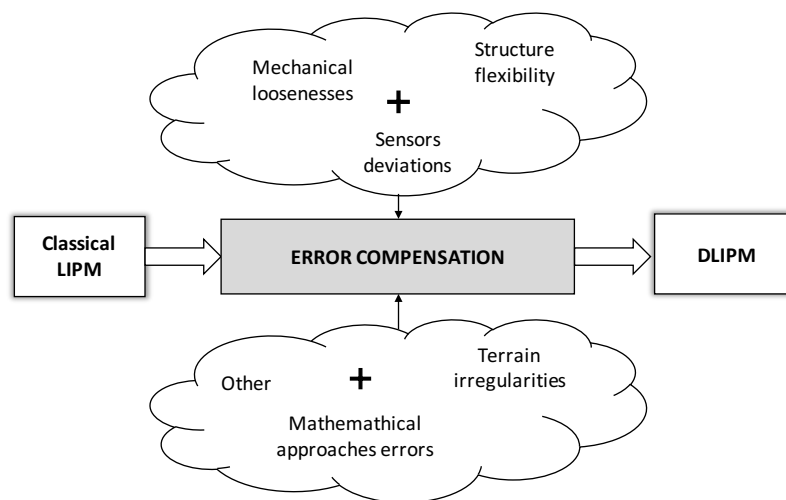 Mechanical
loosenesses
Structure
flexibility
+
Sensors
deviations
Classical
LIPM
ERROR COMPENSATION
DLIPM
Other
+
Terrain
irregularities
Mathemathical
approaches errors